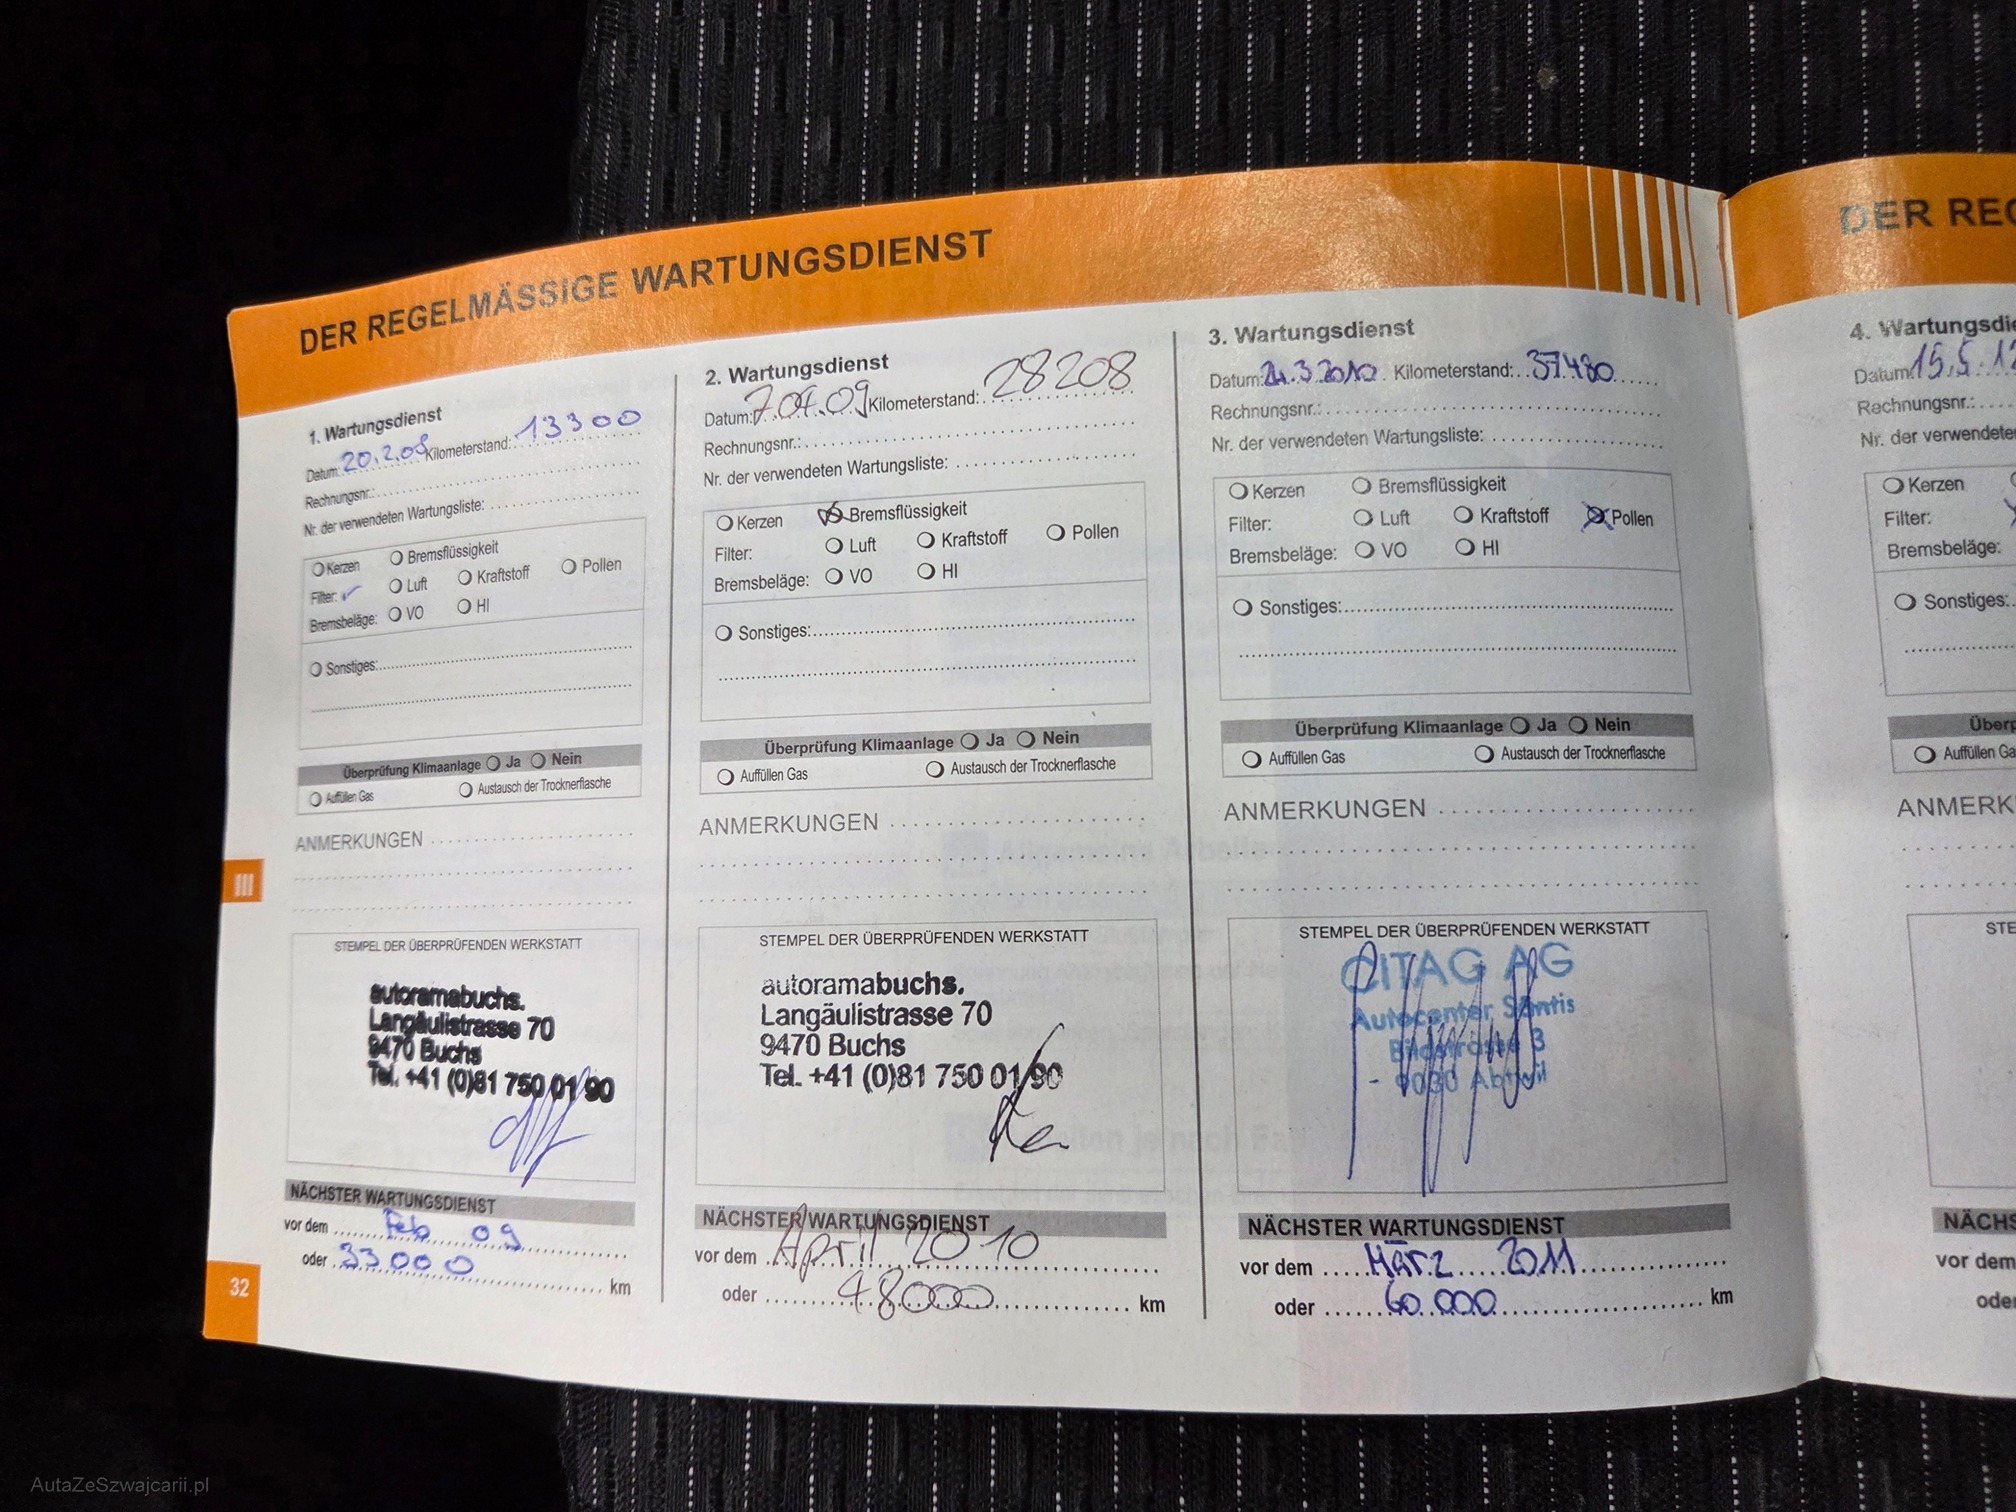 DER REGELMÄSSIGE WARTUNGSDIENST
1. Wartungsdienst
Datum: 20.2.08 Kilometerstand: 13300
Rechnungsnr.:
Nr. der verwendeten Wartungsliste:
Kerzen Bremsflüssigkeit
Filter: Luft Kraftstoff Pollen
Bremsbeläge: VO HI
Sonstiges:
Überprüfung Klimaanlage Ja Nein
Auffüllen Gas Austausch der Trocknerflasche
ANMERKUNGEN
STEMPEL DER ÜBERPRÜFENDEN WERKSTATT
autoramabuchs.
Langäulistrasse 70
9470 Buchs
Tel. +41 (0)81 750 01 90
NÄCHSTER WARTUNGSDIENST
vor dem Feb 09
oder 33000 km
2. Wartungsdienst
Datum: 7.04.09 Kilometerstand: 28208
Rechnungsnr.:
Nr. der verwendeten Wartungsliste:
Kerzen Bremsflüssigkeit
Filter: Luft Kraftstoff Pollen
Bremsbeläge: VO HI
Sonstiges:
Überprüfung Klimaanlage Ja Nein
Auffüllen Gas Austausch der Trocknerflasche
ANMERKUNGEN
STEMPEL DER ÜBERPRÜFENDEN WERKSTATT
autoramabuchs.
Langäulistrasse 70
9470 Buchs
Tel. +41 (0)81 750 01 90
NÄCHSTER WARTUNGSDIENST
vor dem April 2010
oder 48000 km
3. Wartungsdienst
Datum: 3.2010 Kilometerstand: 37480
Rechnungsnr.:
Nr. der verwendeten Wartungsliste:
Kerzen Bremsflüssigkeit
Filter: Luft Kraftstoff Pollen
Bremsbeläge: VO HI
Sonstiges:
Überprüfung Klimaanlage Ja Nein
Auffüllen Gas Austausch der Trocknerflasche
ANMERKUNGEN
STEMPEL DER ÜBERPRÜFENDEN WERKSTATT
CITAG AG
Autocenter Säntis
3
9030 Abtwil
NÄCHSTER WARTUNGSDIENST
vor dem März 2011
oder 60.000 km
III
32
DER REG
4. Wartungsdie
Datum: 15.5.1
Rechnungsnr.:
Nr. der verwendete
Kerzen
Filter:
Bremsbeläge:
Sonstiges:
Überp
Auffüllen Ga
ANMERK
STE
NÄCHS
vor dem
oder
AutaZeSzwajcarii.pl